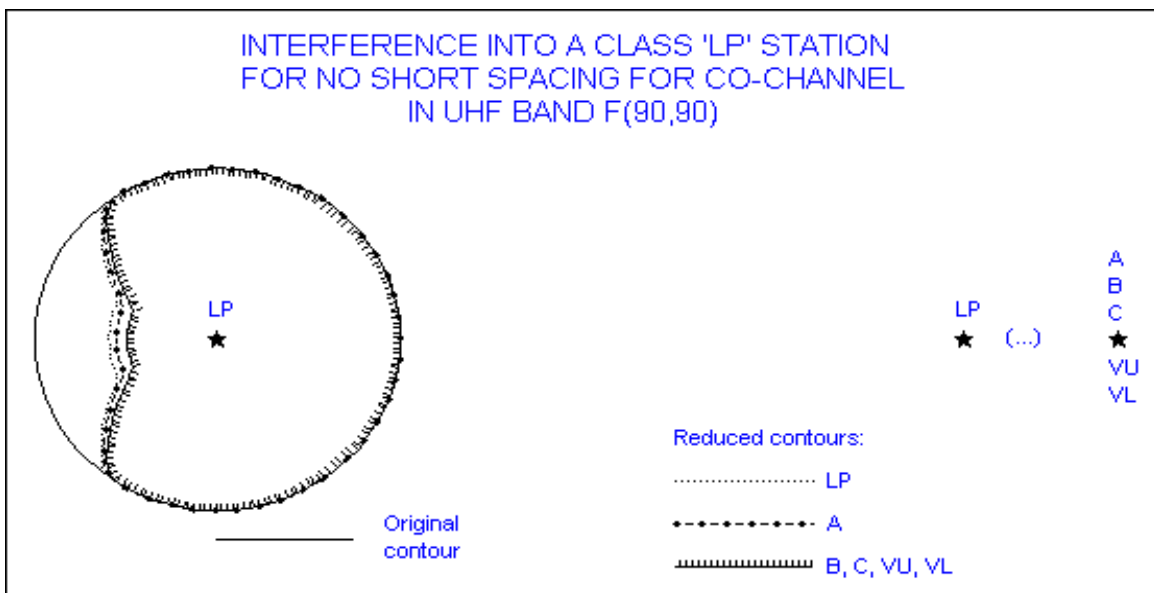 INTERFERENCE INTO A CLASS 'LP' STATION
FOR NO SHORT SPACING FOR CO-CHANNEL
IN UHF BAND F(90,90)
LP
LP
(...)
A
B
C
VU
VL
Original
contour
Reduced contours:
LP
A
B, C, VU, VL